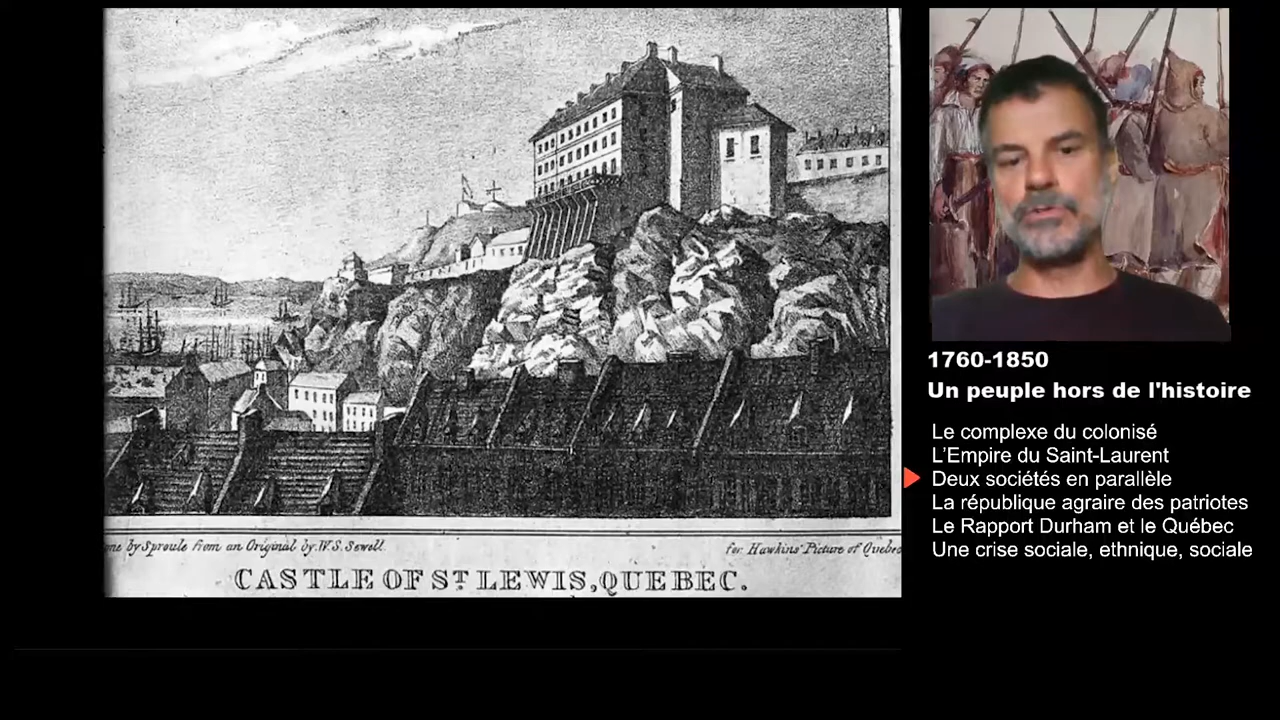 1760-1850
Un peuple hors de l'histoire
Le complexe du colonisé
L'Empire du Saint-Laurent
Deux sociétés en parallèle
La république agraire des patriotes
Le Rapport Durham et le Québec
Une crise sociale, ethnique, sociale
by Sproule from an Original by W.S. Sewell.
for Hawkins' Picture of Quebec
CASTLE OF ST LEWIS, QUEBEC.